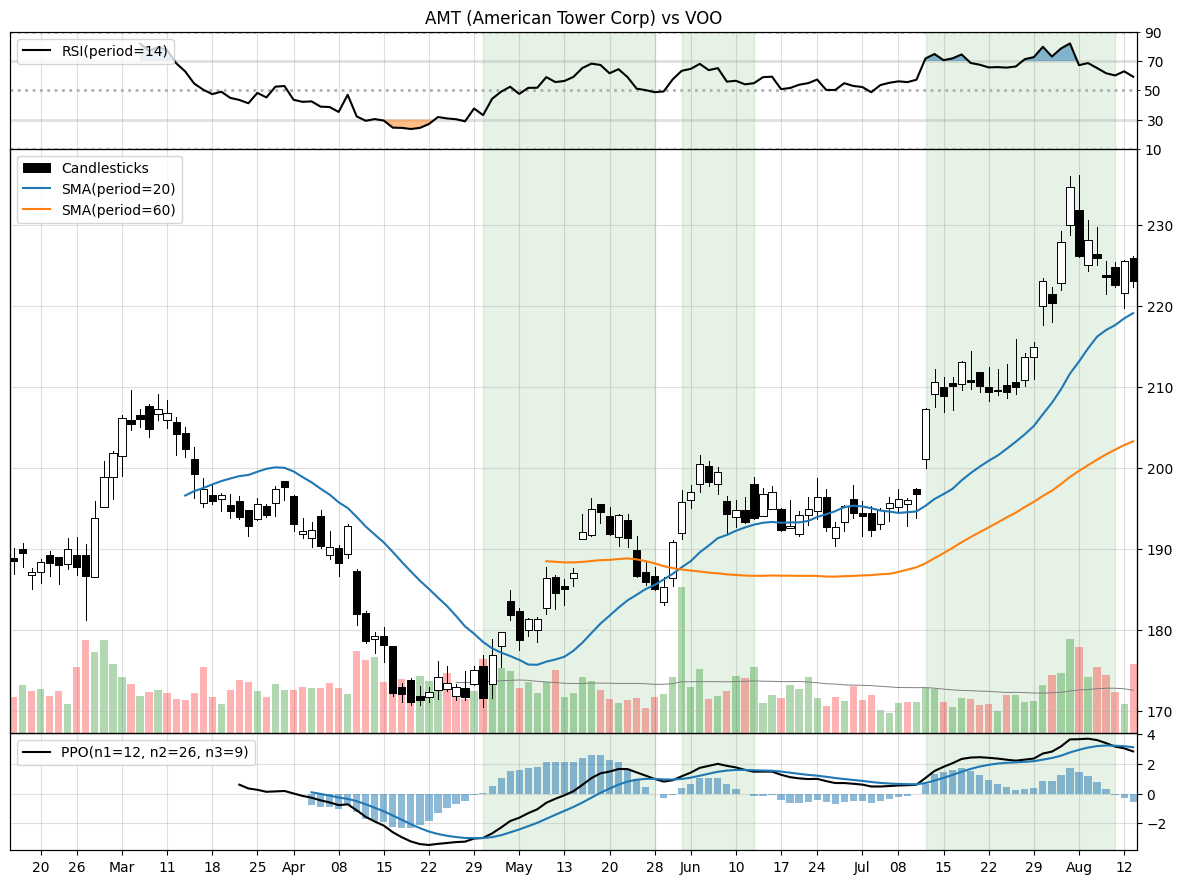 AMT (American Tower Corp) vs VOO
RSI(period=14)
90
70
50
30
10
Candlesticks
SMA(period=20)
SMA(period=60)
230
220
210
200
190
180
170
PPO(n1=12, n2=26, n3=9)
4
2
0
−2
20 26 Mar 11 18 25 Apr 08 15 22 29 May 13 20 28 Jun 10 17 24 Jul 08 15 22 29 Aug 12